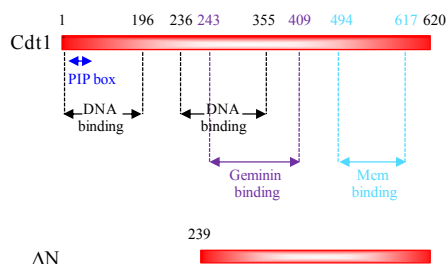 1 196 236 243 355 409 494 617 620
Cdt1
PIP box
DNA binding
DNA binding
Geminin binding
Mcm binding
239
ΔN